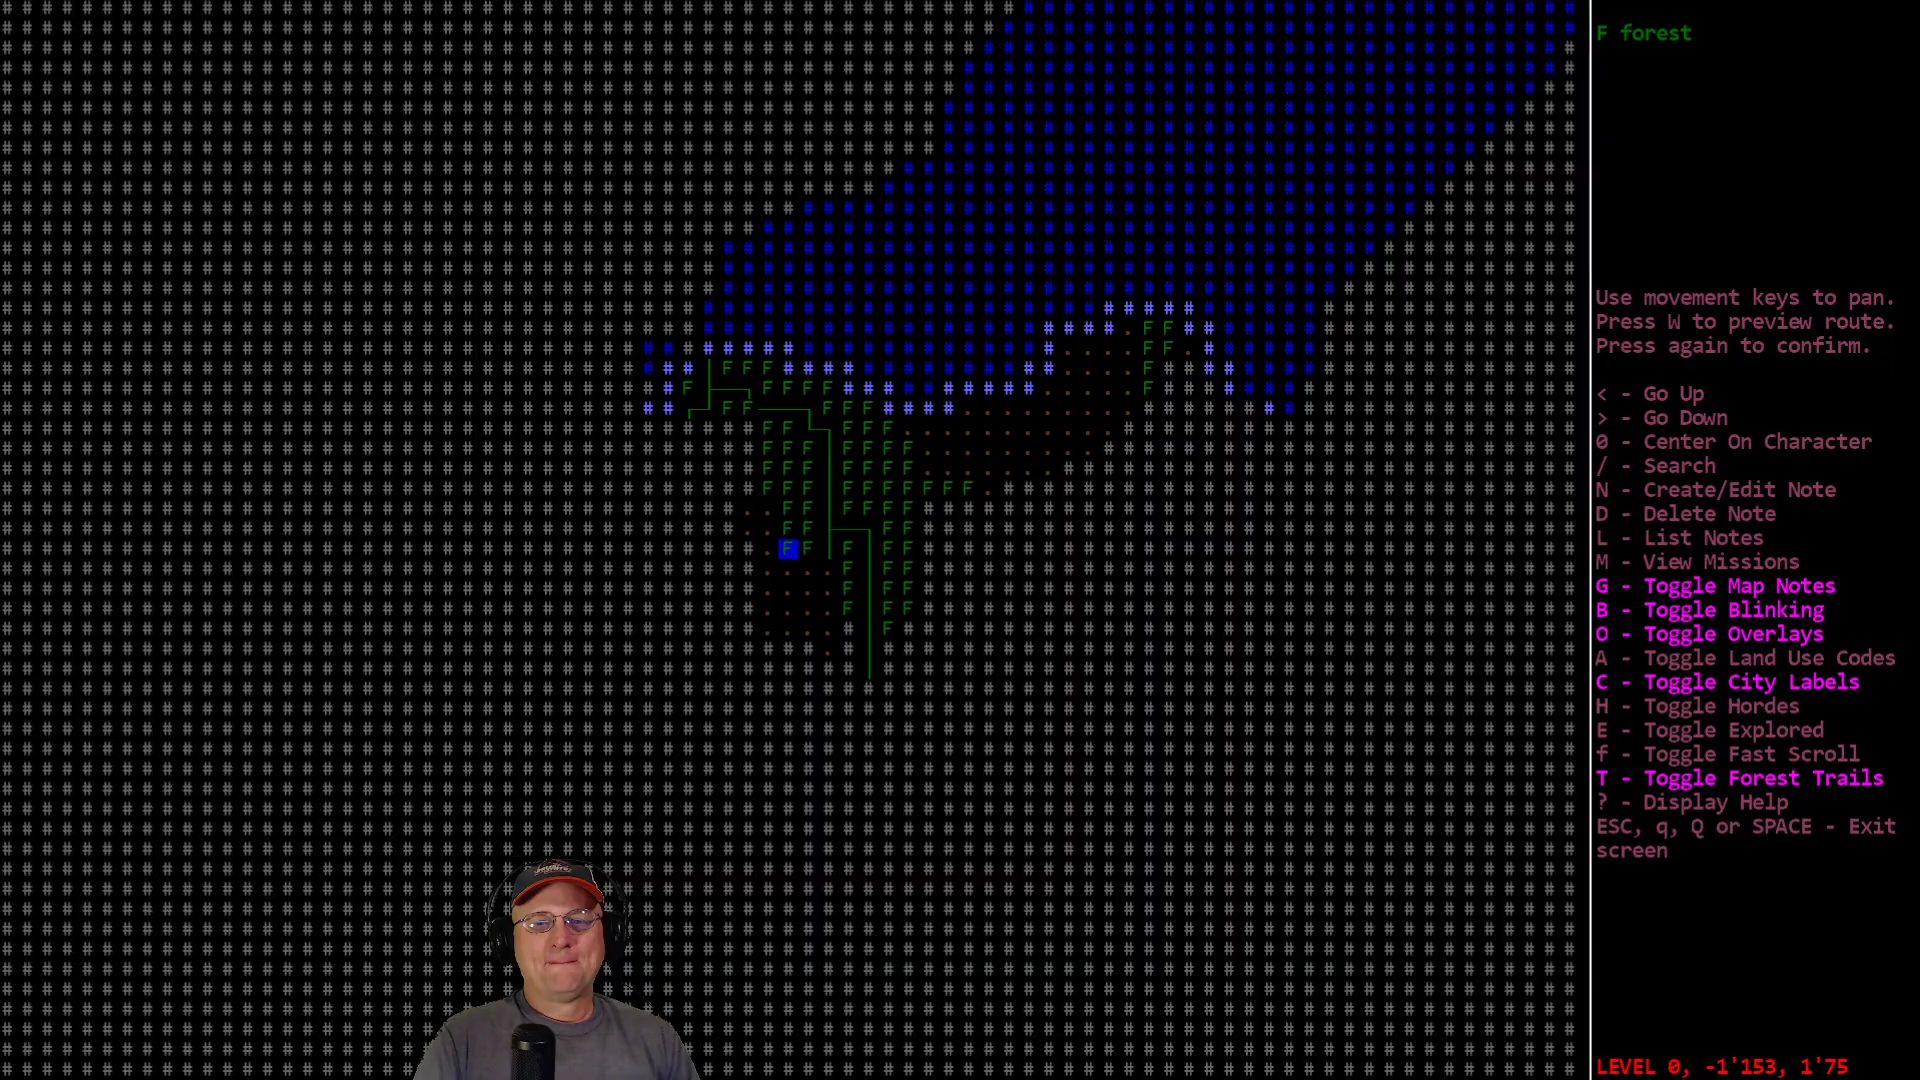 F forest
Use movement keys to pan.
Press W to preview route.
Press again to confirm.
< - Go Up
> - Go Down
0 - Center On Character
/ - Search
N - Create/Edit Note
D - Delete Note
L - List Notes
M - View Missions
G - Toggle Map Notes
B - Toggle Blinking
O - Toggle Overlays
A - Toggle Land Use Codes
C - Toggle City Labels
H - Toggle Hordes
E - Toggle Explored
f - Toggle Fast Scroll
T - Toggle Forest Trails
? - Display Help
ESC, q, Q or SPACE - Exit
screen
LEVEL 0, -1'153, 1'75